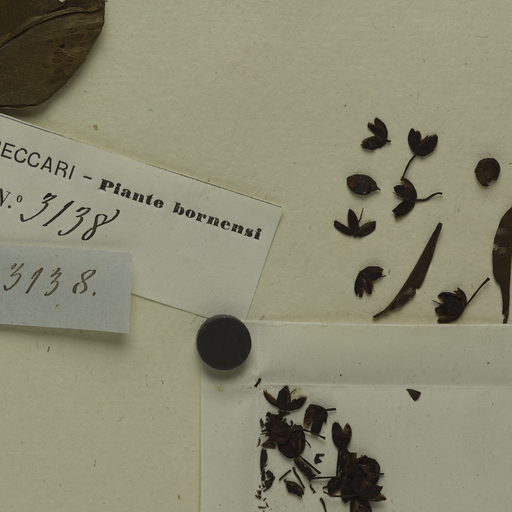 ECCARI - Piante bornensi
N.º 3138
3138.